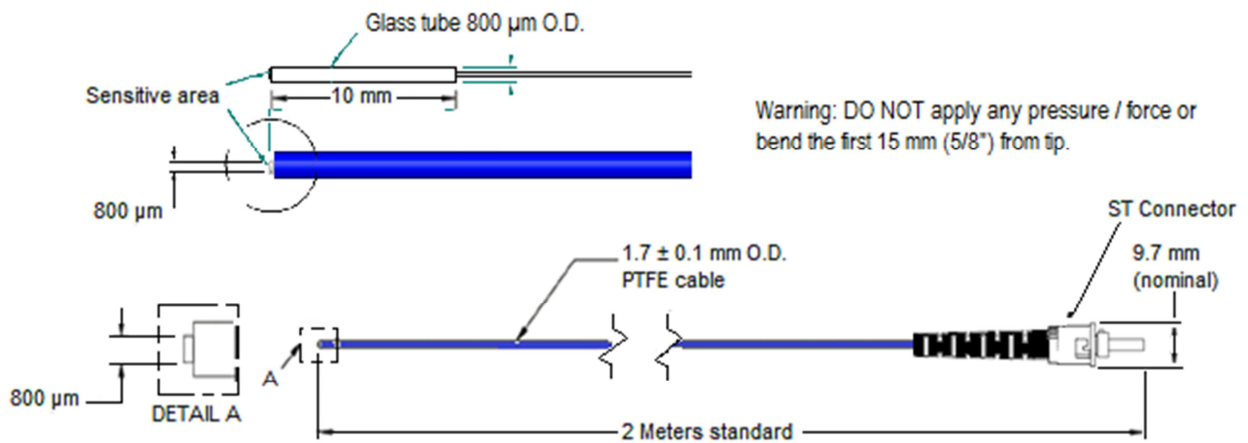 Glass tube 800 µm O.D.
Sensitive area
10 mm
Warning: DO NOT apply any pressure / force or
bend the first 15 mm (5/8") from tip.
800 µm
ST Connector
1.7 ± 0.1 mm O.D.
PTFE cable
9.7 mm
(nominal)
A
800 µm
DETAIL A
2 Meters standard